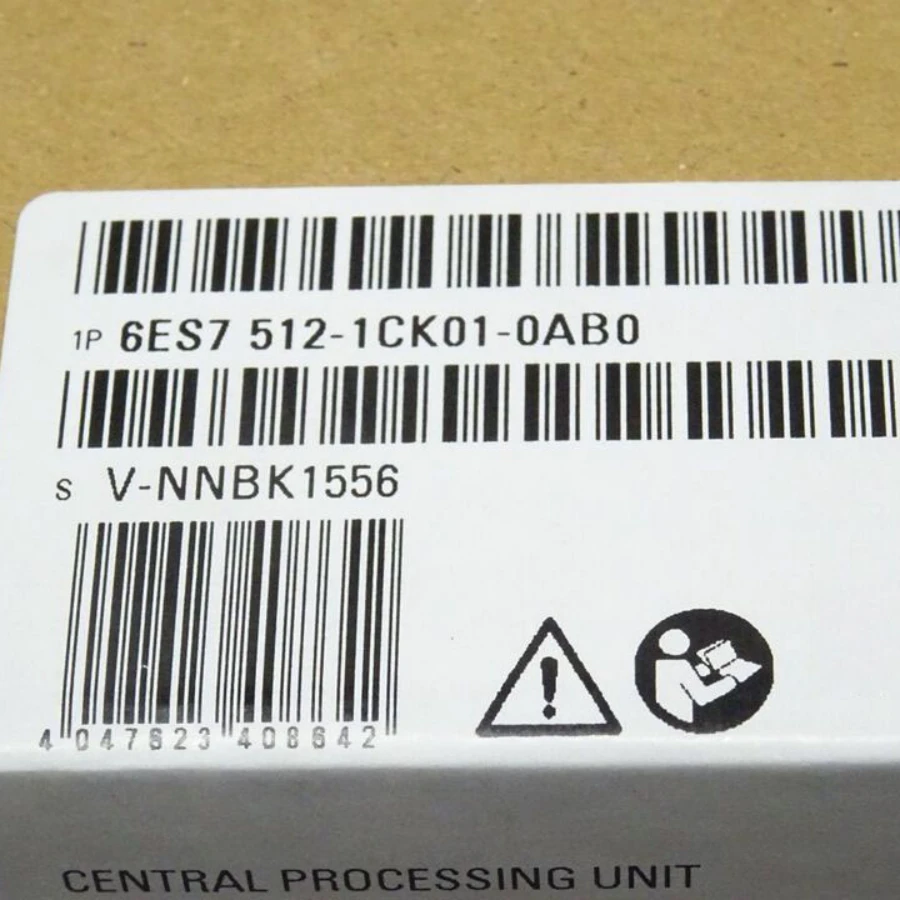 1P 6ES7 512-1CK01-0AB0
S V-NNBK1556
4 047623 408642
CENTRAL PROCESSING UNIT